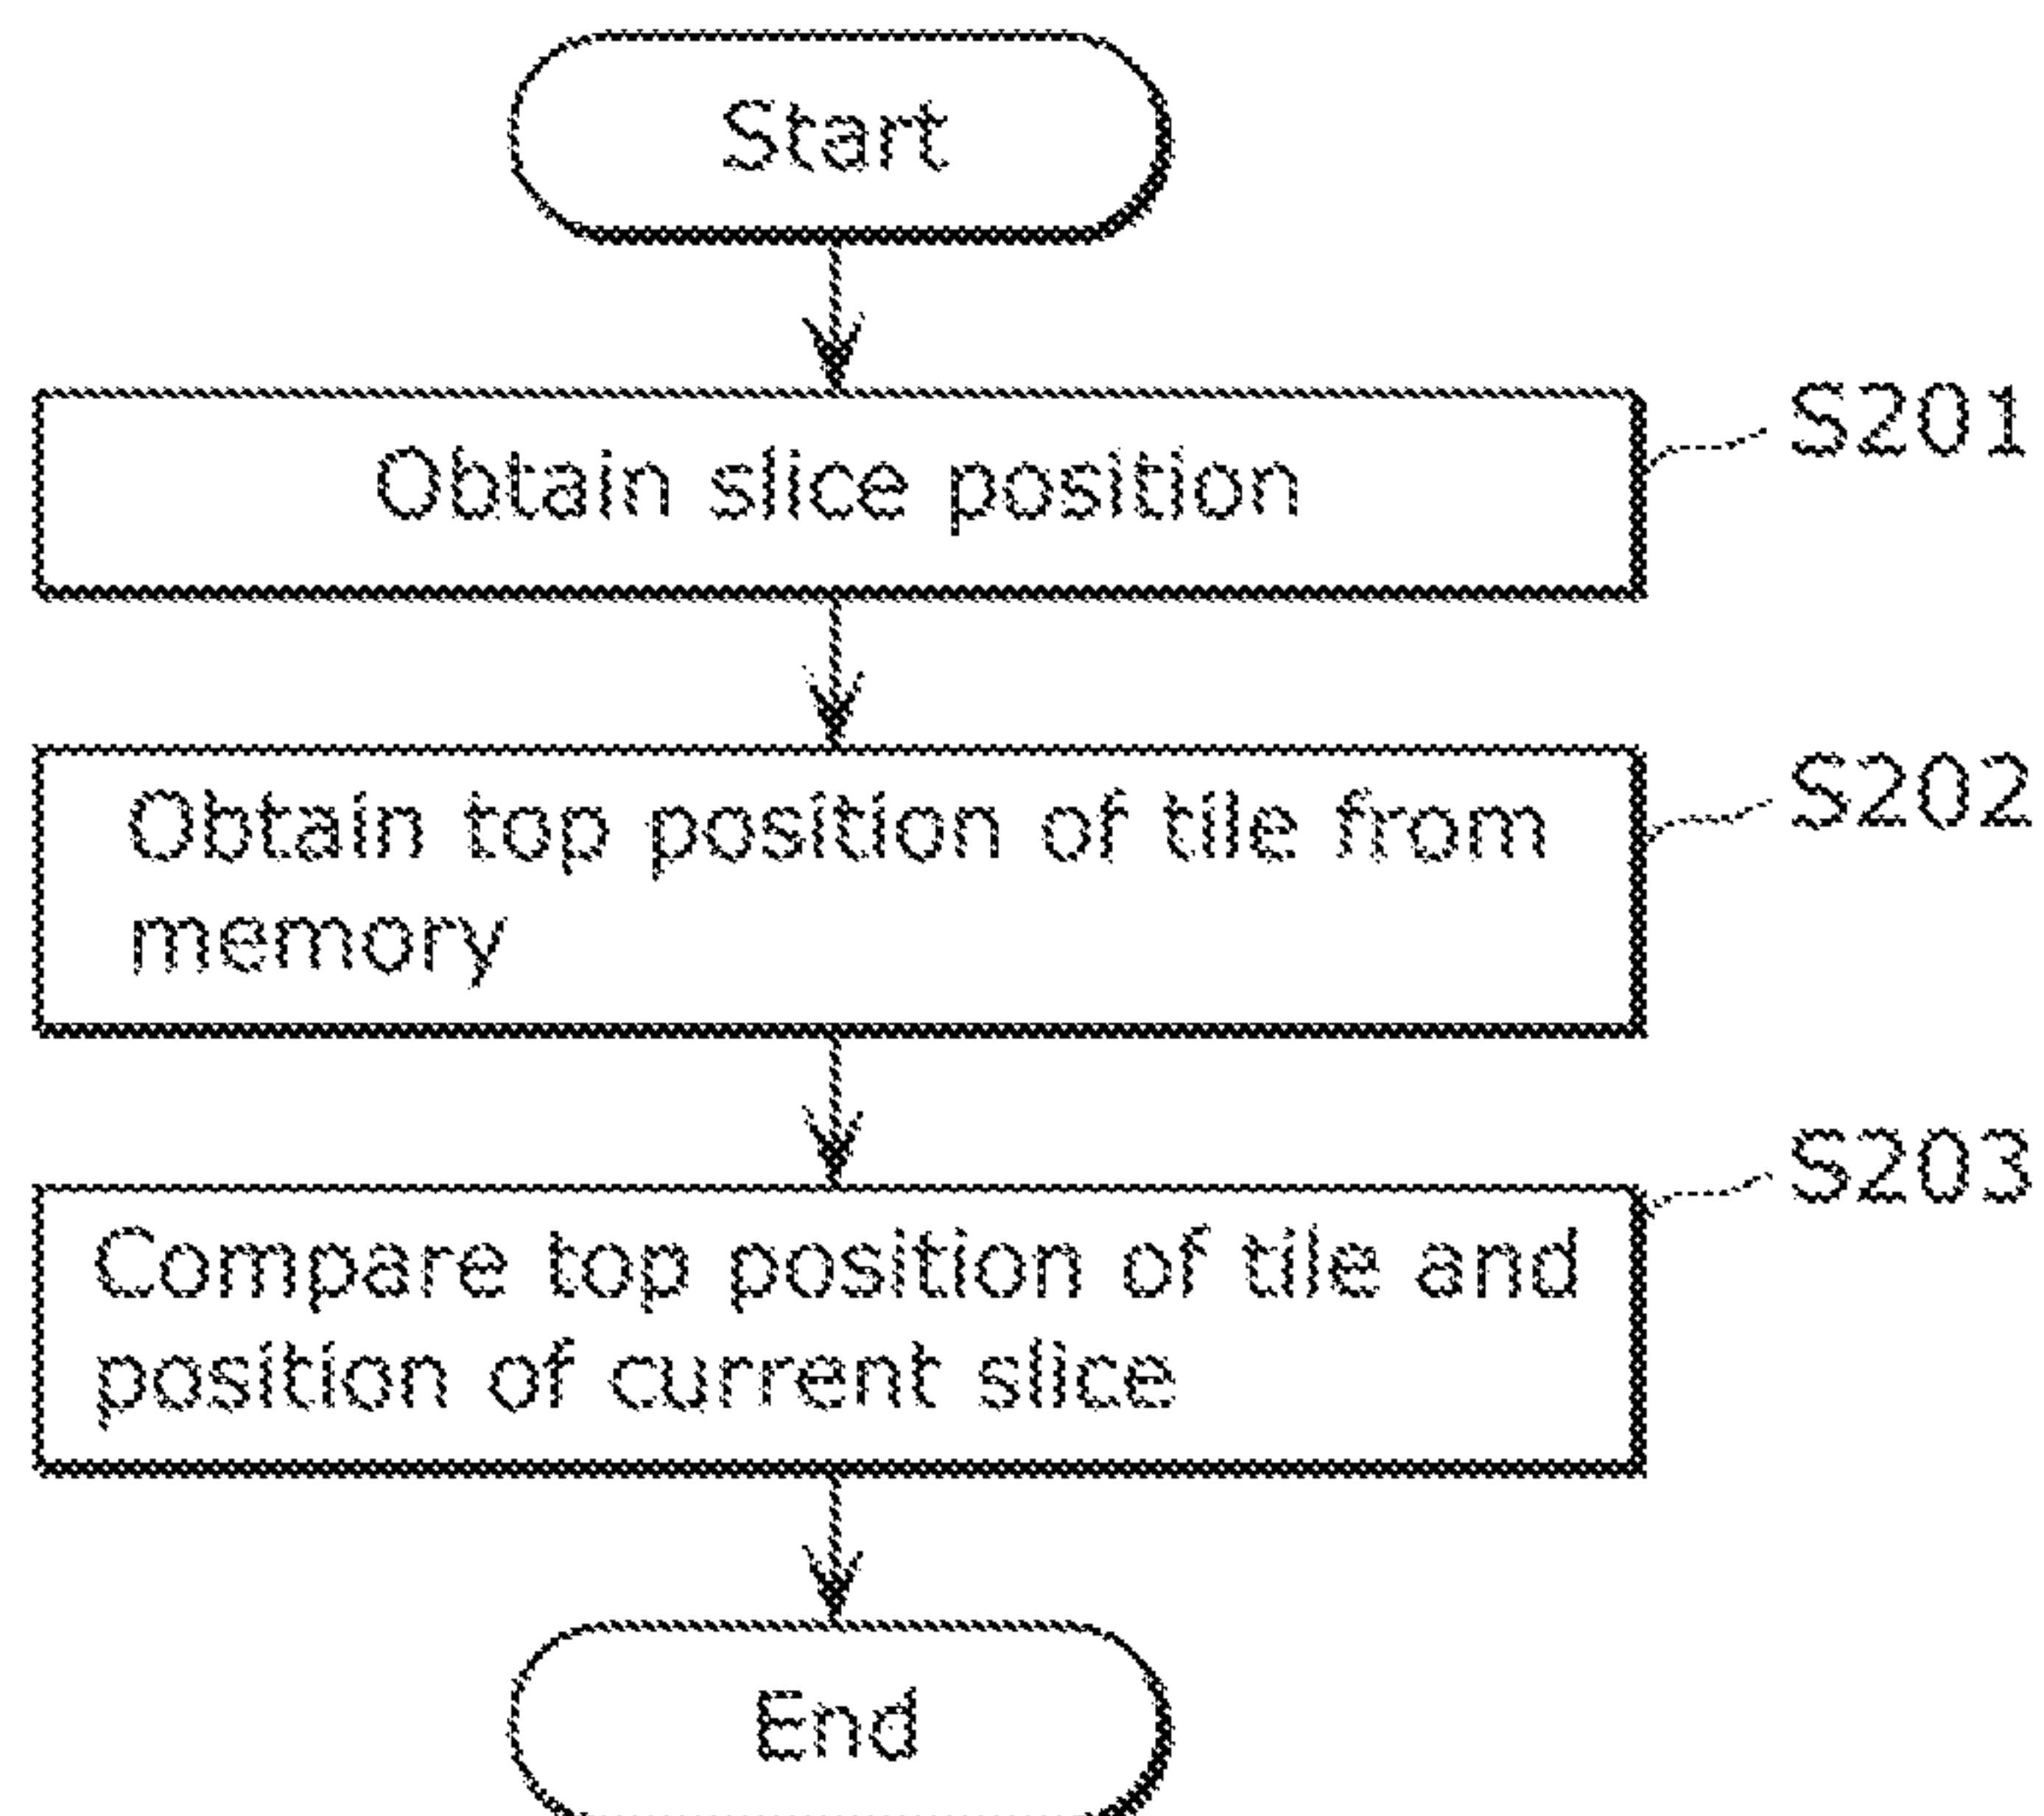 Start
Obtain slice position
S201
Obtain top position of tile from
memory
S202
Compare top position of tile and
position of current slice
S203
End